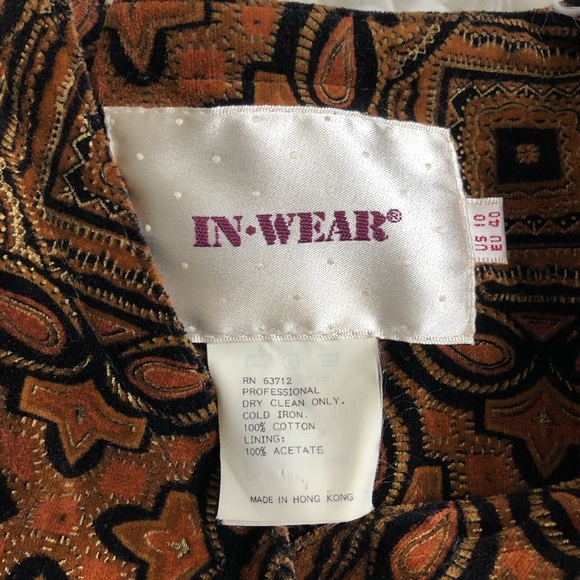 IN·WEAR®
US 10
EU 40
RN 63712
PROFESSIONAL
DRY CLEAN ONLY.
COLD IRON.
100% COTTON
LINING:
100% ACETATE
MADE IN HONG KONG